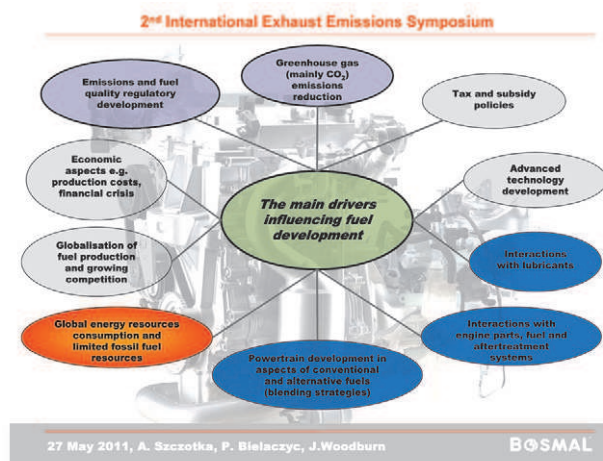 2nd International Exhaust Emissions Symposium
Emissions and fuel
quality regulatory
development
Greenhouse gas
(mainly CO2)
emissions
reduction
Tax and subsidy
policies
Economic
aspects e.g.
production costs,
financial crisis
The main drivers
influencing fuel
development
Advanced
technology
development
Globalisation of
fuel production
and growing
competition
Interactions
with lubricants
Global energy resources
consumption and
limited fossil fuel
resources
Powertrain development in
aspects of conventional
and alternative fuels
(blending strategies)
Interactions with
engine parts, fuel and
aftertreatment
systems
27 May 2011, A. Szczotka, P. Bielaczyc, J.Woodburn
BOSMAL